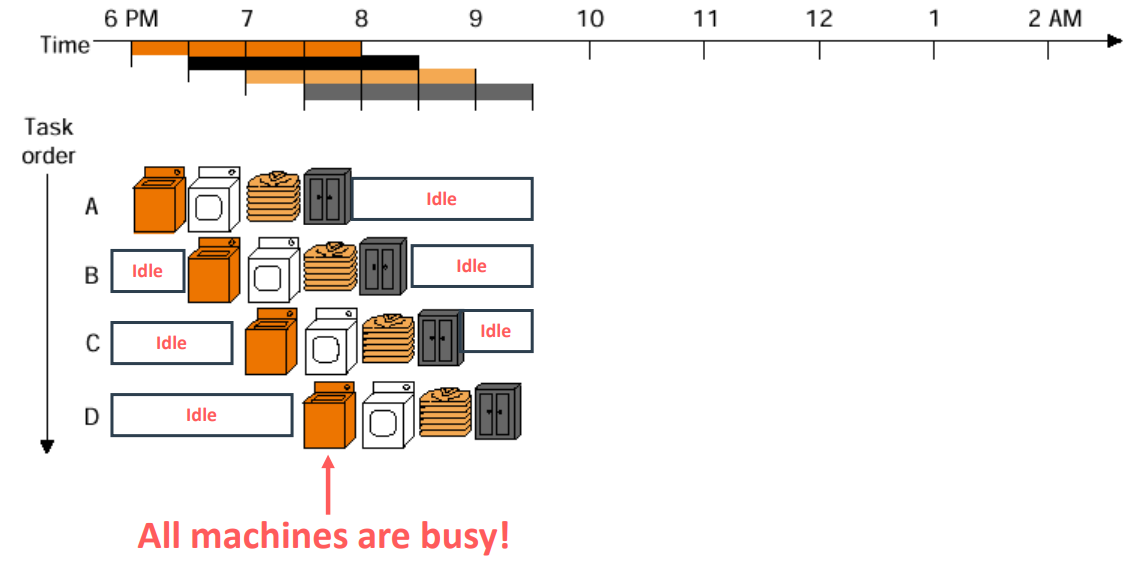 6 PM 7 8 9 10 11 12 1 2 AM
Time
Task
order
A Idle
B Idle Idle
C Idle Idle
D Idle
All machines are busy!